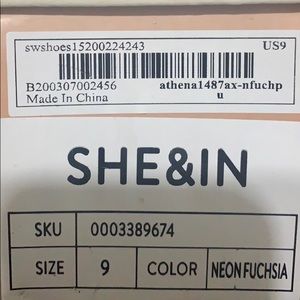 swshoes15200224243 US9
B200307002456 athena1487ax-nfuchp
Made In China u
SHE&IN
SKU 0003389674
SIZE 9 COLOR NEON FUCHSIA